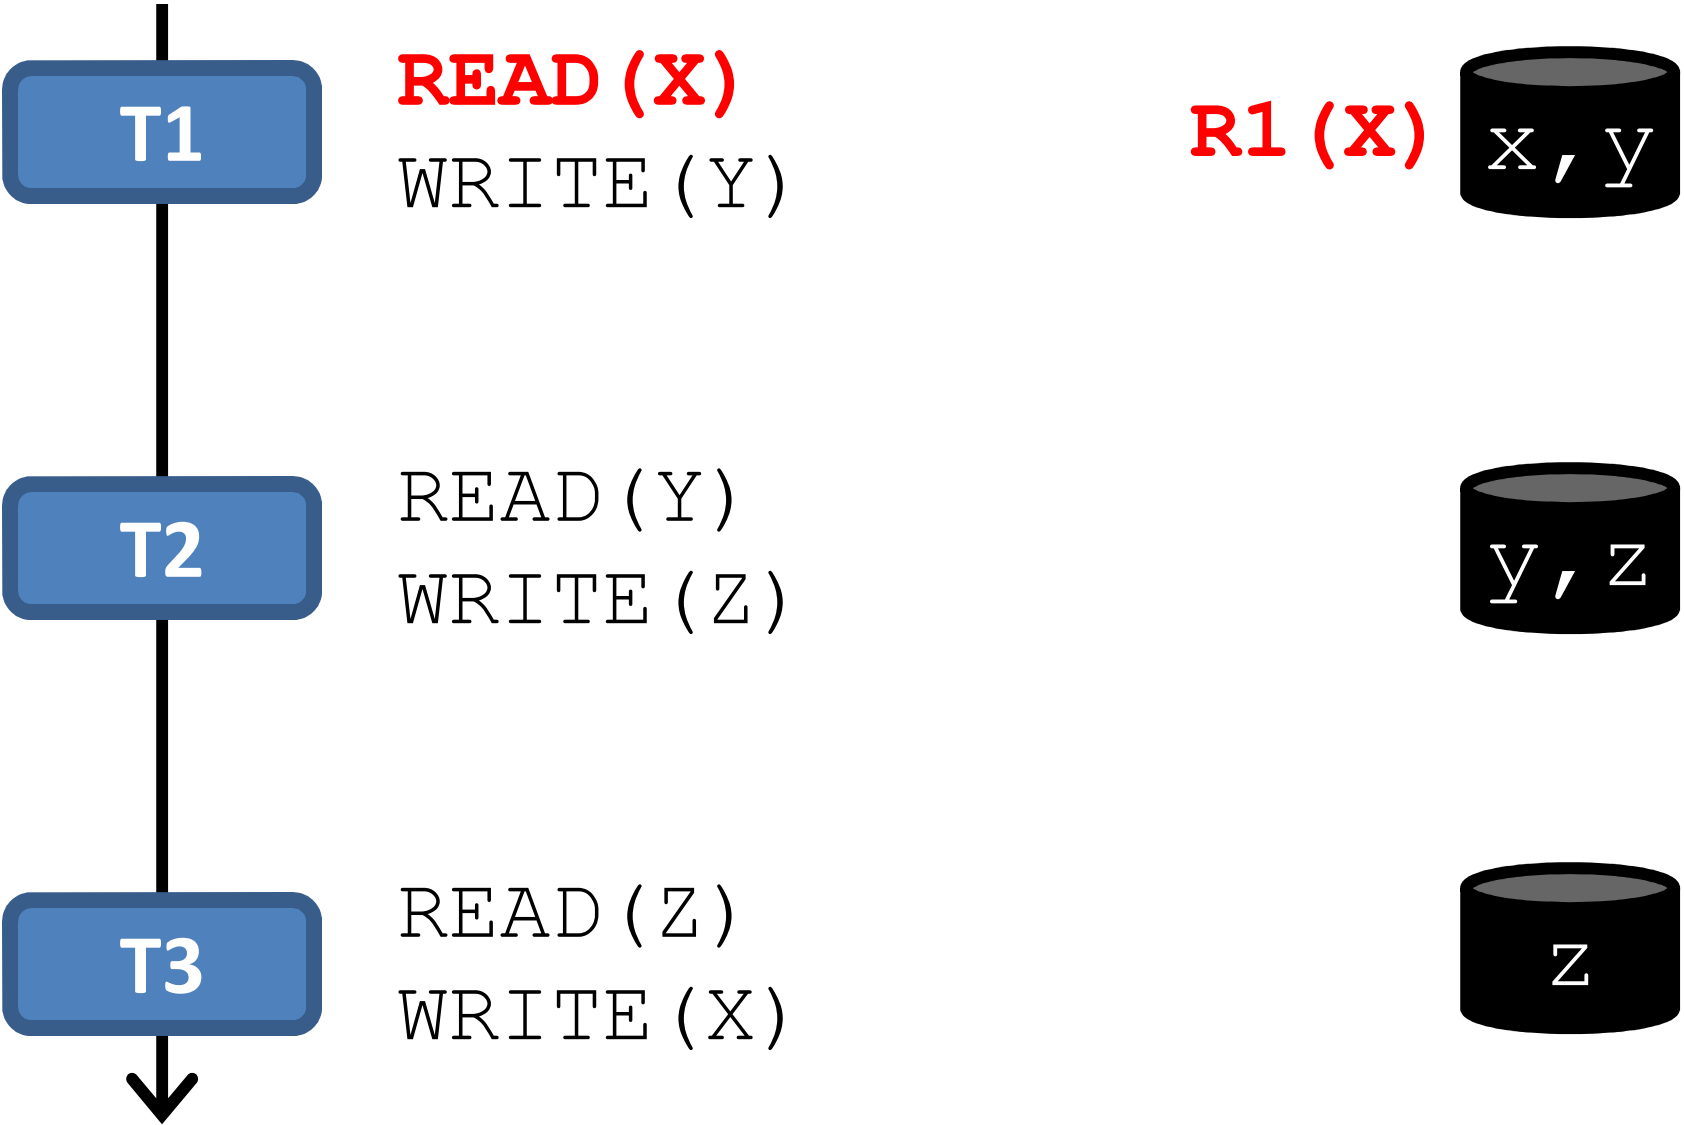 T1
READ(X)
WRITE(Y)
R1(X)
x,y
T2
READ(Y)
WRITE(Z)
y,z
T3
READ(Z)
WRITE(X)
z